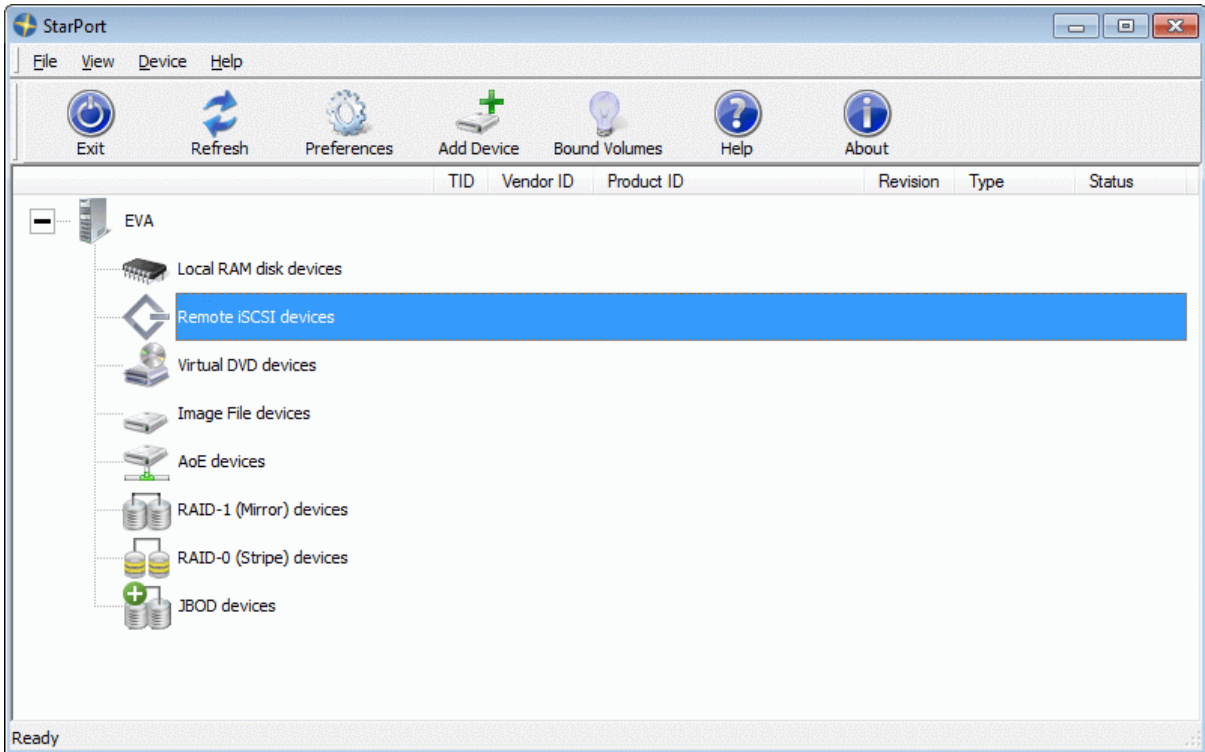 StarPort
File View Device Help
Exit Refresh Preferences Add Device Bound Volumes Help About
TID Vendor ID Product ID Revision Type Status
EVA
Local RAM disk devices
Remote iSCSI devices
Virtual DVD devices
Image File devices
AoE devices
RAID-1 (Mirror) devices
RAID-0 (Stripe) devices
JBOD devices
Ready